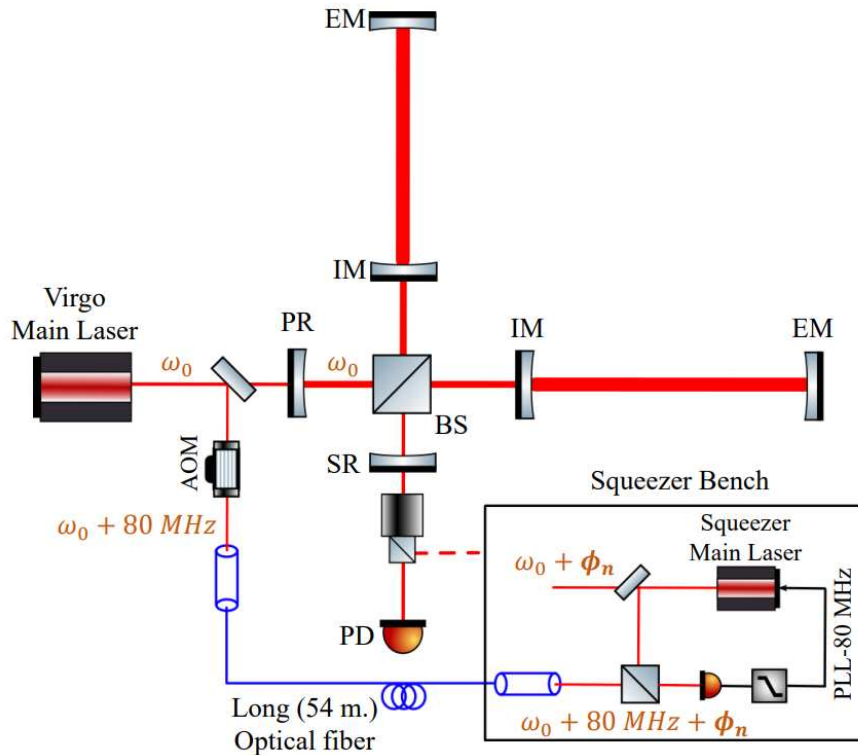 EM
IM
Virgo
Main Laser
PR
IM
EM
ω₀
ω₀
BS
AOM
SR
Squeezer Bench
ω₀ + 80 MHz
Squeezer
Main Laser
ω₀ + ϕₙ
PD
PLL-80 MHz
Long (54 m.)
Optical fiber
ω₀ + 80 MHz + ϕₙ